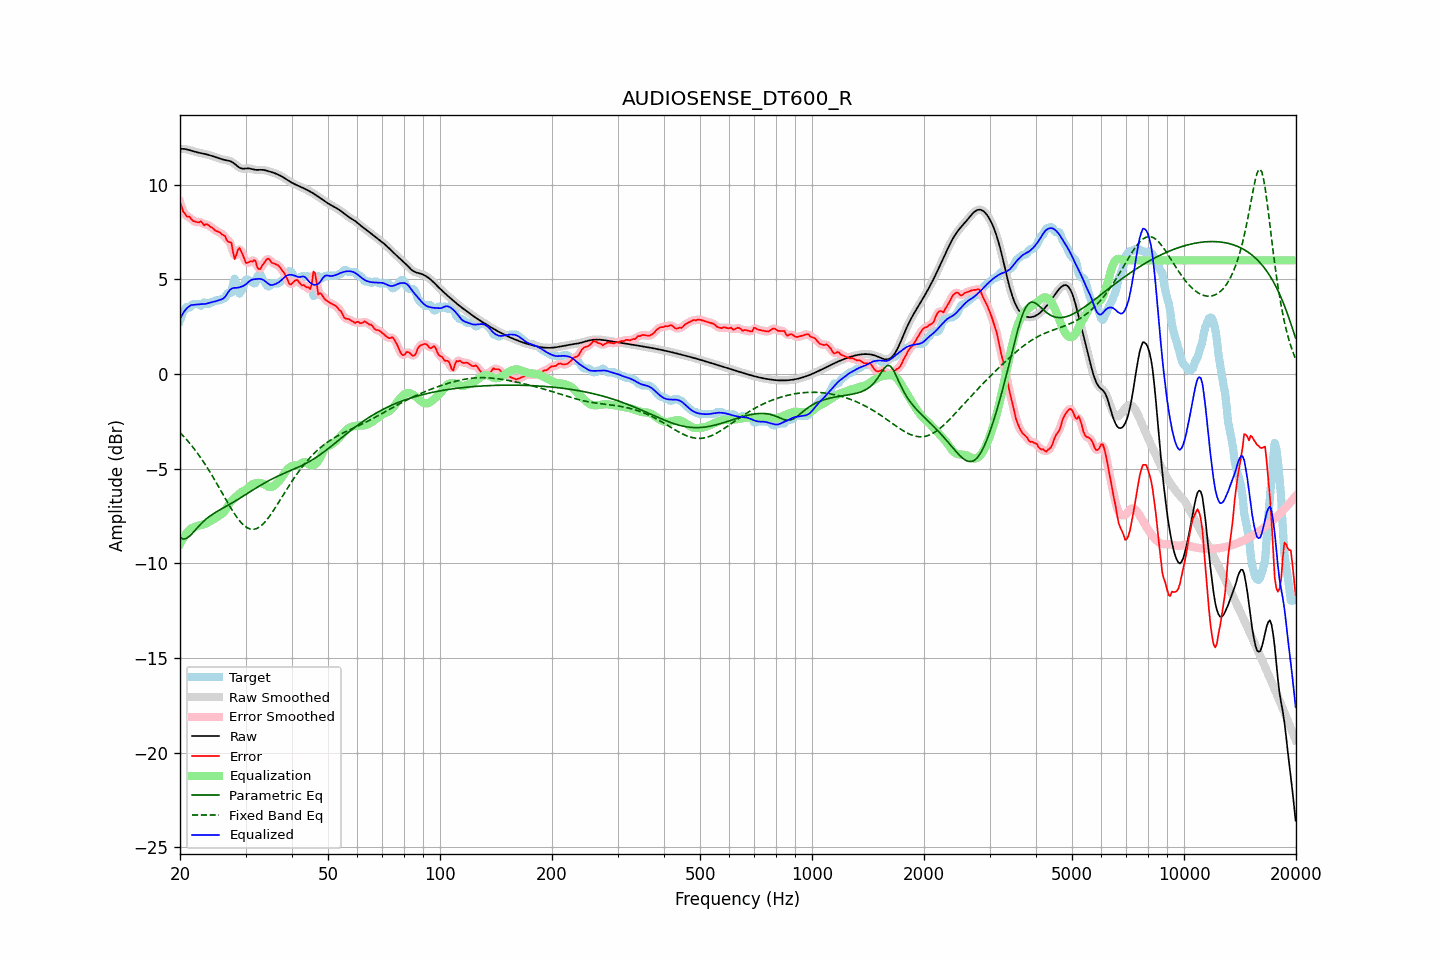 AUDIOSENSE_DT600_R
Amplitude (dBr)
10
5
0
−5
−10
−15
−20
−25
Target
Raw Smoothed
Error Smoothed
Raw
Error
Equalization
Parametric Eq
Fixed Band Eq
Equalized
20 50 100 200 500 1000 2000 5000 10000 20000
Frequency (Hz)